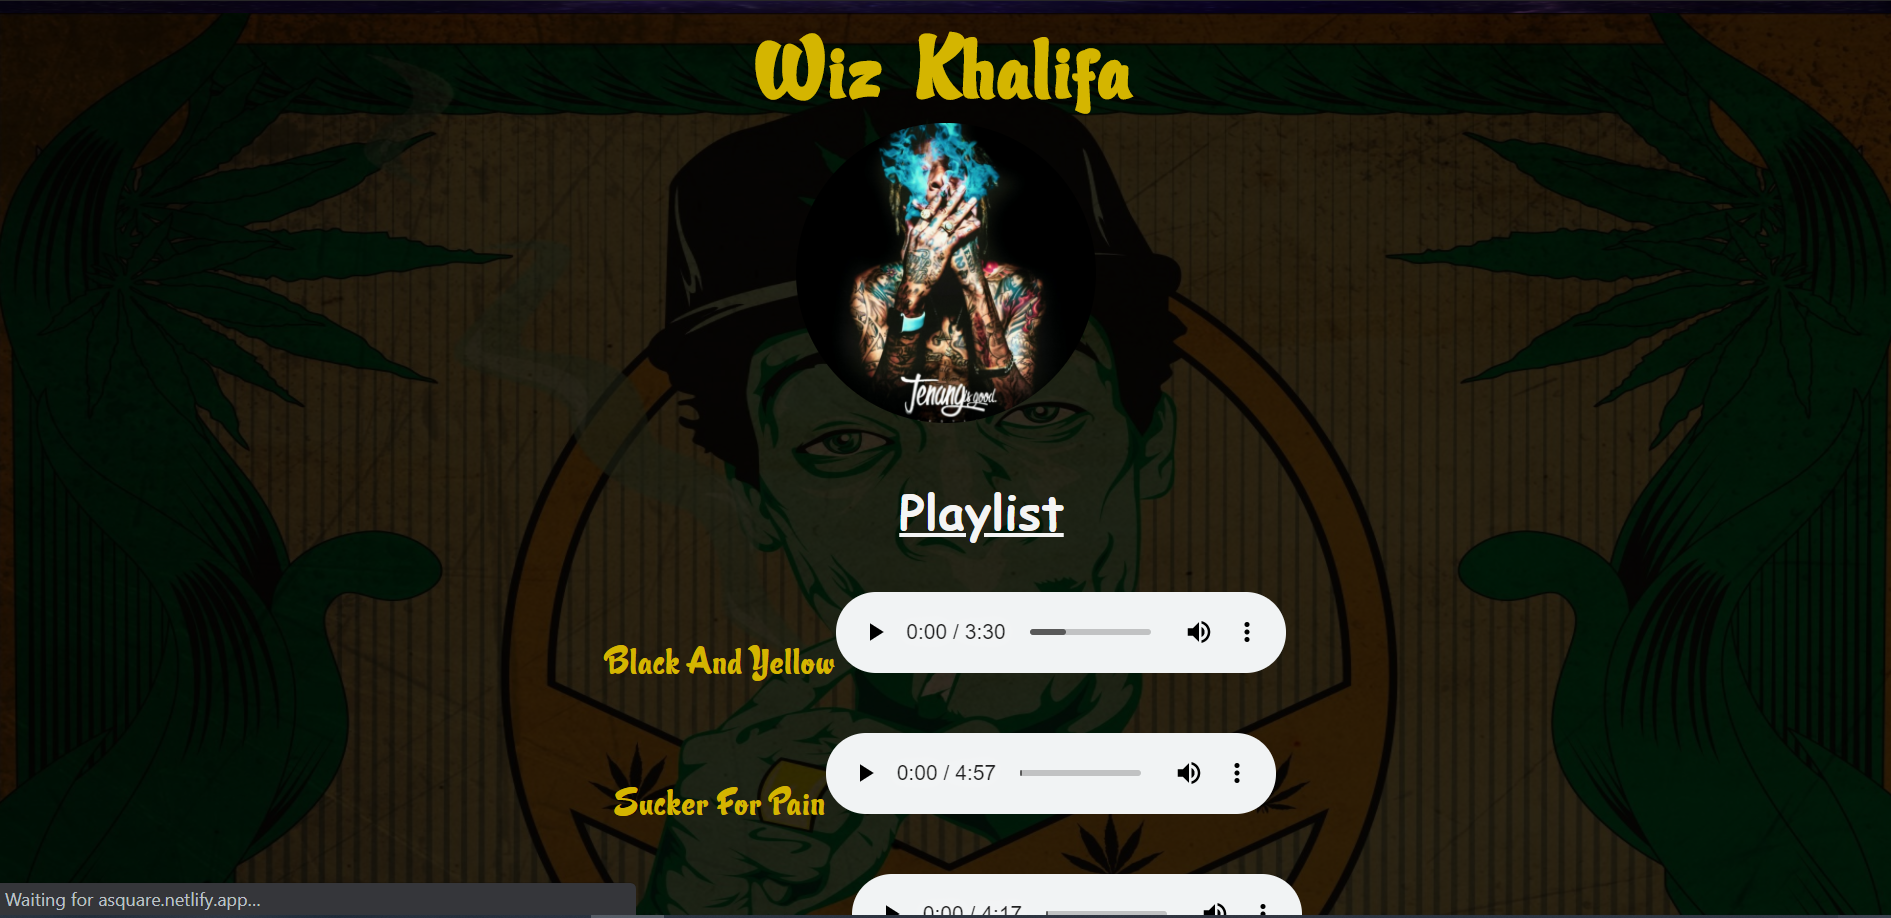 Wiz Khalifa
Tenang is good.
Playlist
0:00 / 3:30
Black And Yellow
0:00 / 4:57
Sucker For Pain
0:00 / 4:17
Waiting for asquare.netlify.app...